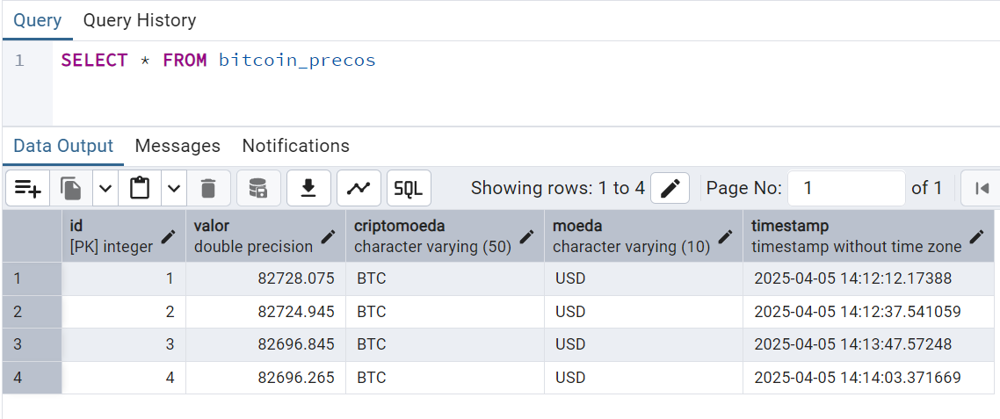 Query Query History
1 SELECT * FROM bitcoin_precos
Data Output Messages Notifications
SQL Showing rows: 1 to 4 Page No: 1 of 1
id valor criptomoeda moeda timestamp
[PK] integer double precision character varying (50) character varying (10) timestamp without time zone
1 1 82728.075 BTC USD 2025-04-05 14:12:12.17388
2 2 82724.945 BTC USD 2025-04-05 14:12:37.541059
3 3 82696.845 BTC USD 2025-04-05 14:13:47.57248
4 4 82696.265 BTC USD 2025-04-05 14:14:03.371669